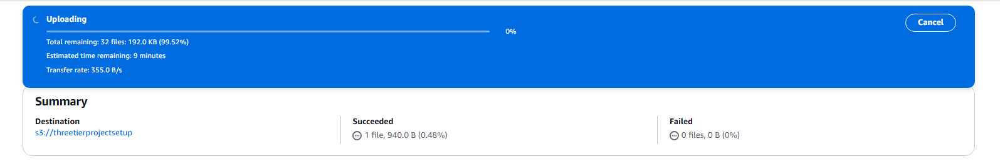 Uploading
Cancel
0%
Total remaining: 32 files: 192.0 KB (99.52%)
Estimated time remaining: 9 minutes
Transfer rate: 355.0 B/s
Summary
Destination
s3://threetierprojectsetup
Succeeded
1 file, 940.0 B (0.48%)
Failed
0 files, 0 B (0%)